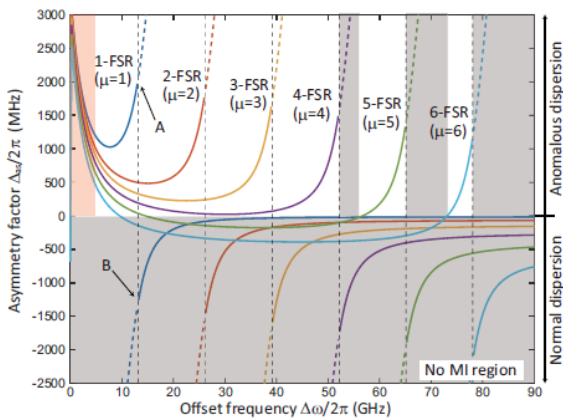 3000
2500
2000
1500
1000
500
0
-500
-1000
-1500
-2000
-2500
Asymmetry factor Δas/2π (MHz)
1-FSR
(μ=1)
2-FSR
(μ=2)
3-FSR
(μ=3)
4-FSR
(μ=4)
5-FSR
(μ=5)
6-FSR
(μ=6)
A
B
No MI region
Anomalous dispersion
Normal dispersion
0 10 20 30 40 50 60 70 80 90
Offset frequency Δω/2π (GHz)